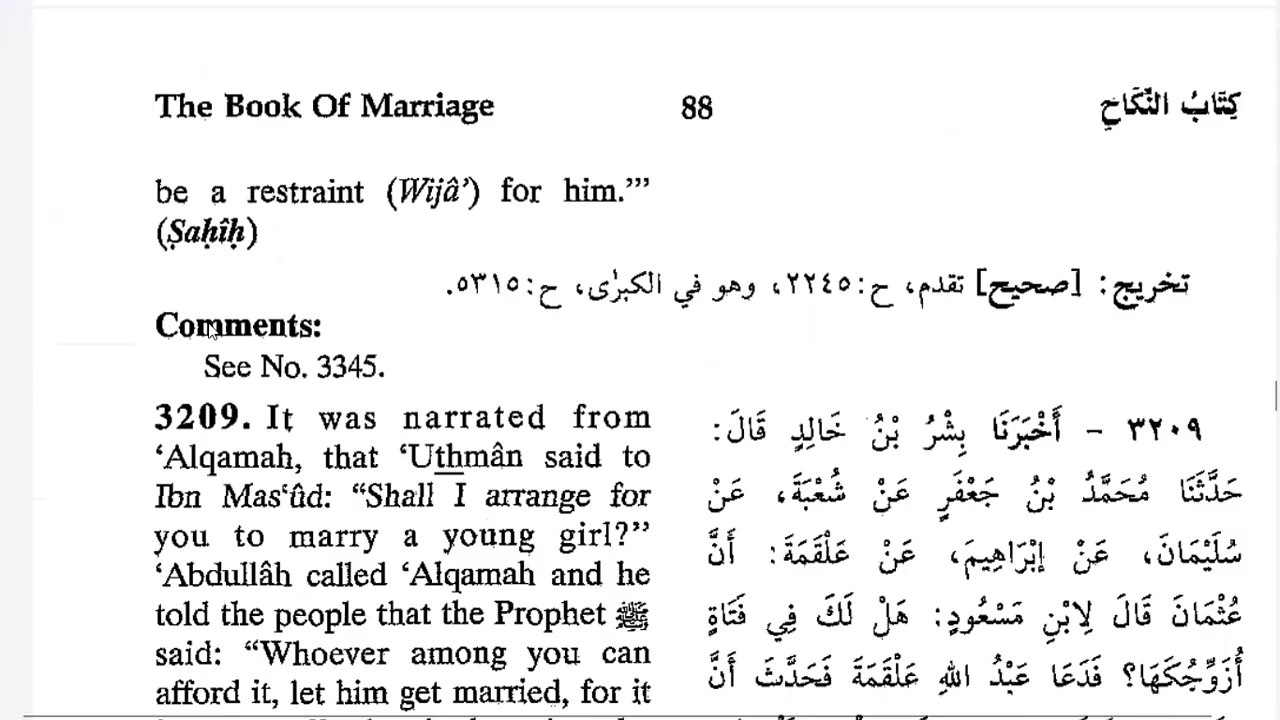 The Book Of Marriage 88 كِتَابُ النِّكَاحِ
be a restraint (Wijâ’) for him.’”
(Ṣaḥîḥ)
تخريج: [صحيح] تقدم، ح:٢٢٤٥، وهو في الكبرٰى، ح:٥٣١٥.
Comments:
See No. 3345.
3209. It was narrated from
‘Alqamah, that ‘Uthmân said to
Ibn Mas‘ûd: “Shall I arrange for
you to marry a young girl?”
‘Abdullâh called ‘Alqamah and he
told the people that the Prophet ﷺ
said: “Whoever among you can
afford it, let him get married, for it
٣٢٠٩ - أَخْبَرَنَا بِشْرُ بْنُ خَالِدٍ قَالَ:
حَدَّثَنَا مُحَمَّدُ بْنُ جَعْفَرٍ عَنْ شُعْبَةَ، عَنْ
سُلَيْمَانَ، عَنْ إِبْرَاهِيمَ، عَنْ عَلْقَمَةَ: أَنَّ
عُثْمَانَ قَالَ لِابْنِ مَسْعُودٍ: هَلْ لَكَ فِي فَتَاةٍ
أُزَوِّجُكَهَا؟ فَدَعَا عَبْدُ اللهِ عَلْقَمَةَ فَحَدَّثَ أَنَّ